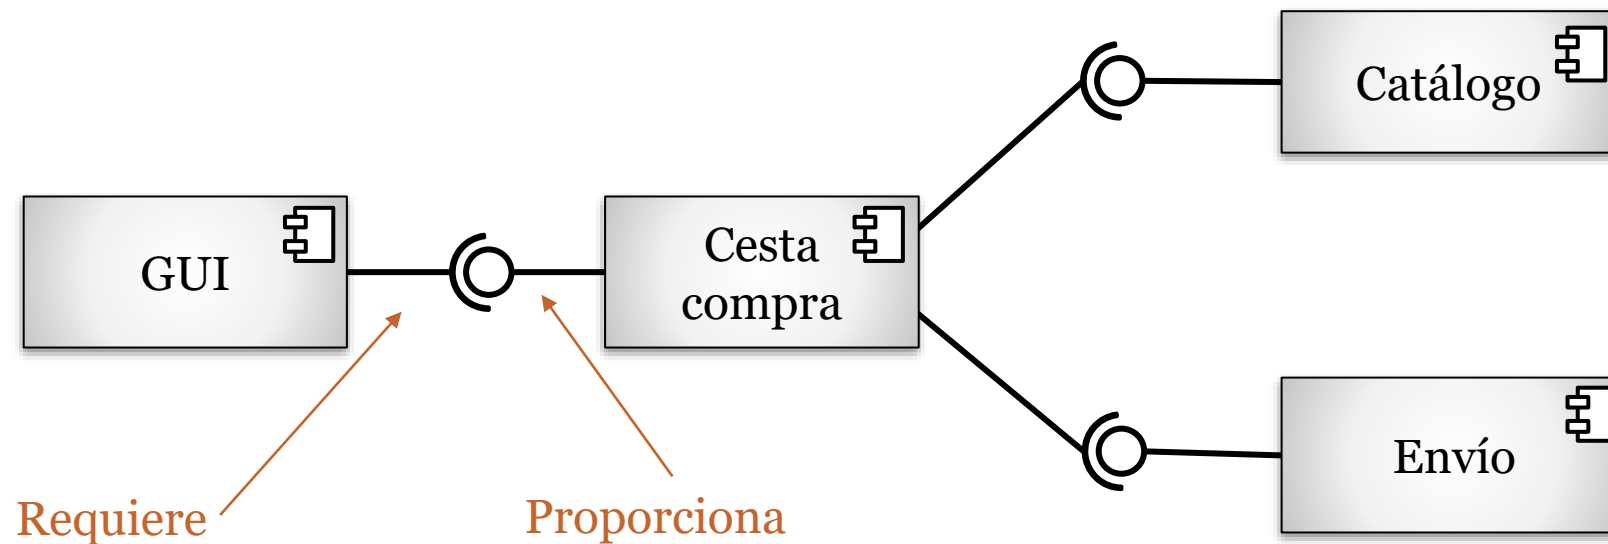 Catálogo
GUI
Cesta
compra
Envío
Requiere
Proporciona